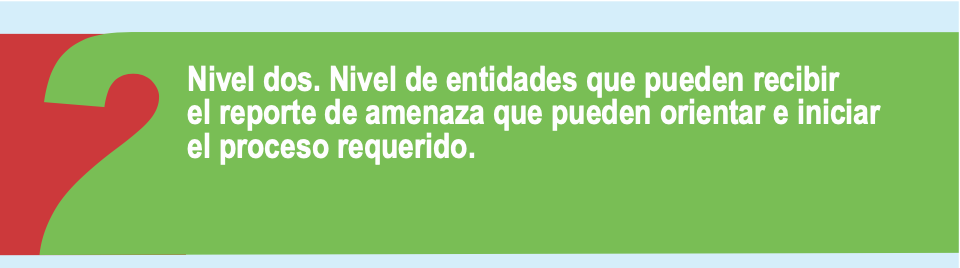 2
Nivel dos. Nivel de entidades que pueden recibir
el reporte de amenaza que pueden orientar e iniciar
el proceso requerido.